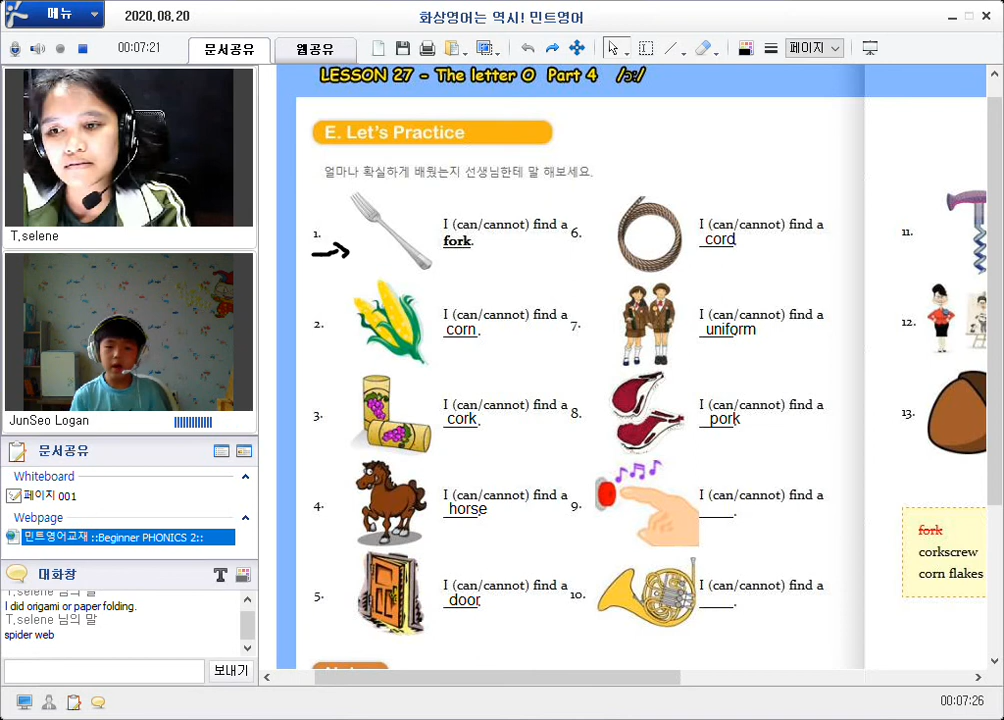 메뉴
2020,08,20
화상영어는 역시! 민트영어
00:07:21
문서공유
웹공유
페이지
T,selene
JunSeo Logan
문서공유
Whiteboard
페이지 001
Webpage
민트영어교재 ::Beginner PHONICS 2::
대화창
T,selene 님의 말
I did origami or paper folding.
T,selene 님의 말
spider web
보내기
LESSON 27 - The letter O Part 4 /ɔː/
E. Let's Practice
얼마나 확실하게 배웠는지 선생님한테 말 해보세요.
1.
I (can/cannot) find a
fork.
2.
I (can/cannot) find a
corn.
3.
I (can/cannot) find a
cork.
4.
I (can/cannot) find a
horse
5.
I (can/cannot) find a
door
6.
I (can/cannot) find a
cord
7.
I (can/cannot) find a
uniform
8.
I (can/cannot) find a
pork
9.
I (can/cannot) find a
____.
10.
I (can/cannot) find a
____.
11.
12.
13.
fork
corkscrew
corn flakes
00:07:26